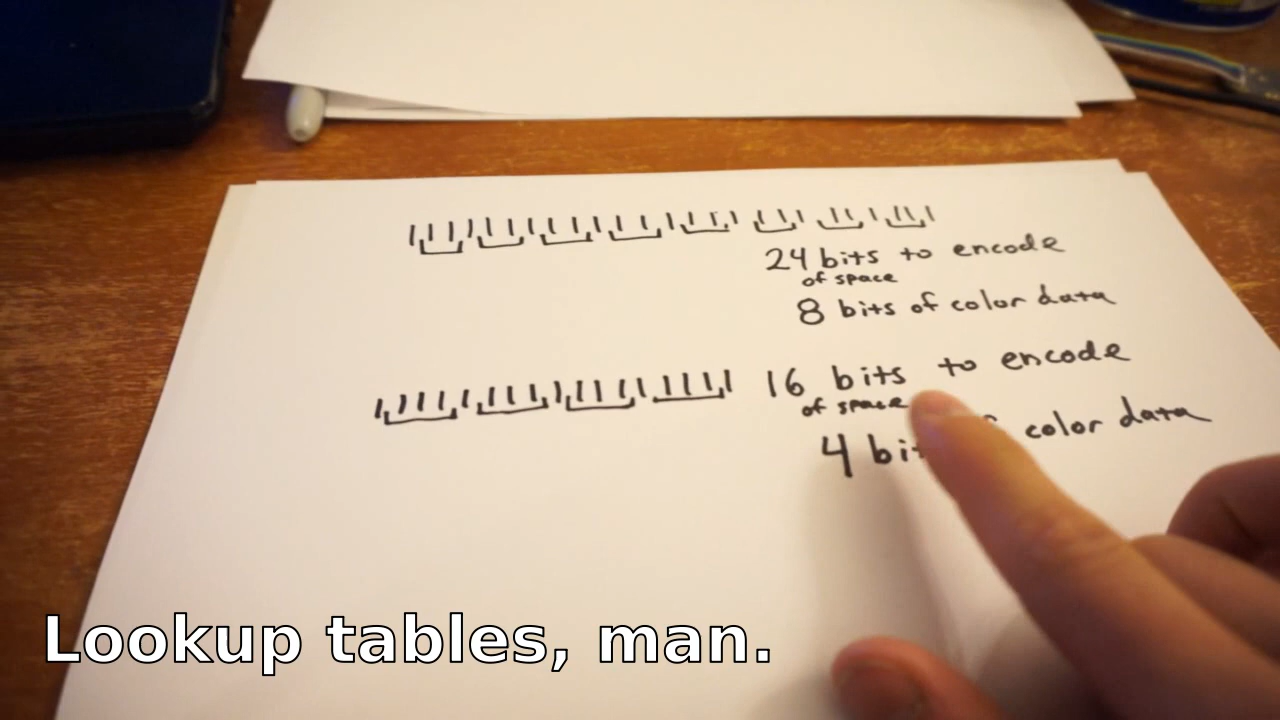 24 bits to encode
of space
8 bits of color data
16 bits to encode
of space
4 color data
Lookup tables, man.